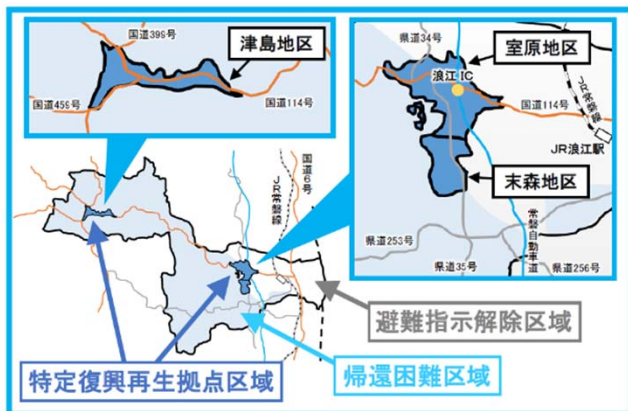 国道399号
津島地区
国道459号
国道114号
県道34号
室原地区
浪江IC
国道114号
JR常磐線
JR浪江駅
末森地区
県道253号
県道35号
常磐自動車道
県道256号
JR常磐線
国道6号
避難指示解除区域
特定復興再生拠点区域
帰還困難区域